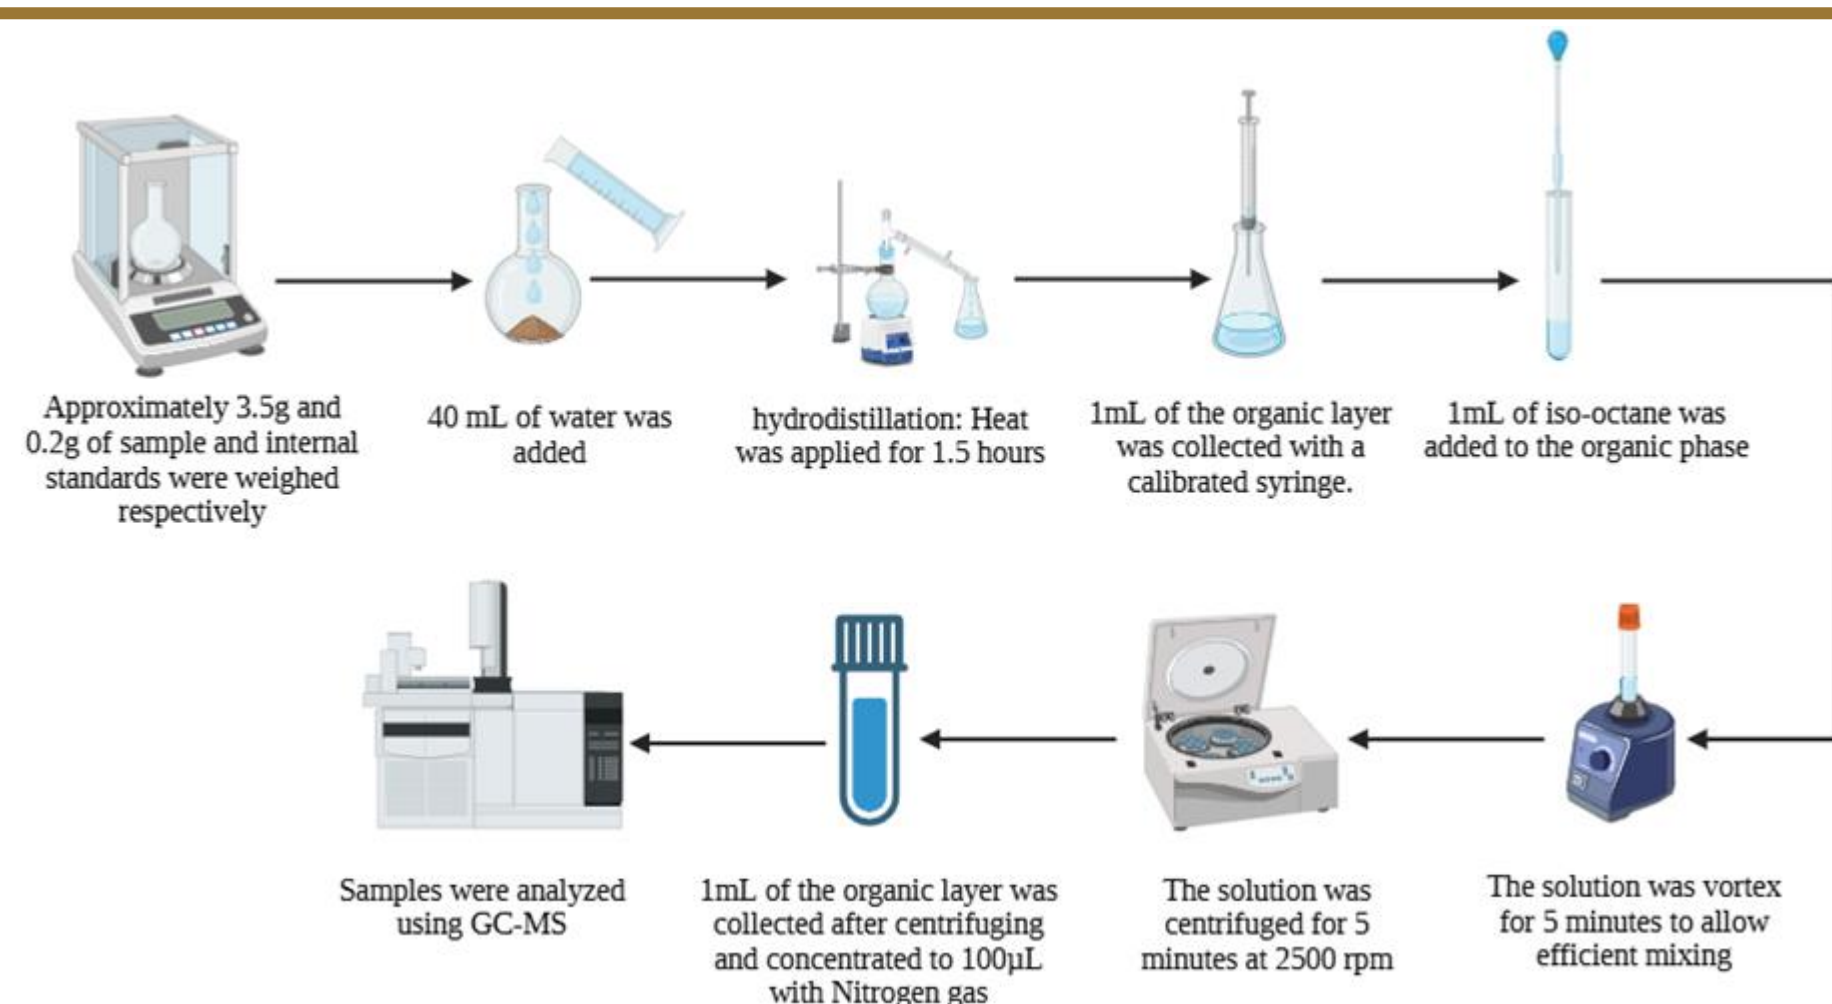 Approximately 3.5g and
0.2g of sample and internal
standards were weighed
respectively
40 mL of water was
added
hydrodistillation: Heat
was applied for 1.5 hours
1mL of the organic layer
was collected with a
calibrated syringe.
1mL of iso-octane was
added to the organic phase
The solution was vortex
for 5 minutes to allow
efficient mixing
The solution was
centrifuged for 5
minutes at 2500 rpm
1mL of the organic layer was
collected after centrifuging
and concentrated to 100µL
with Nitrogen gas
Samples were analyzed
using GC-MS